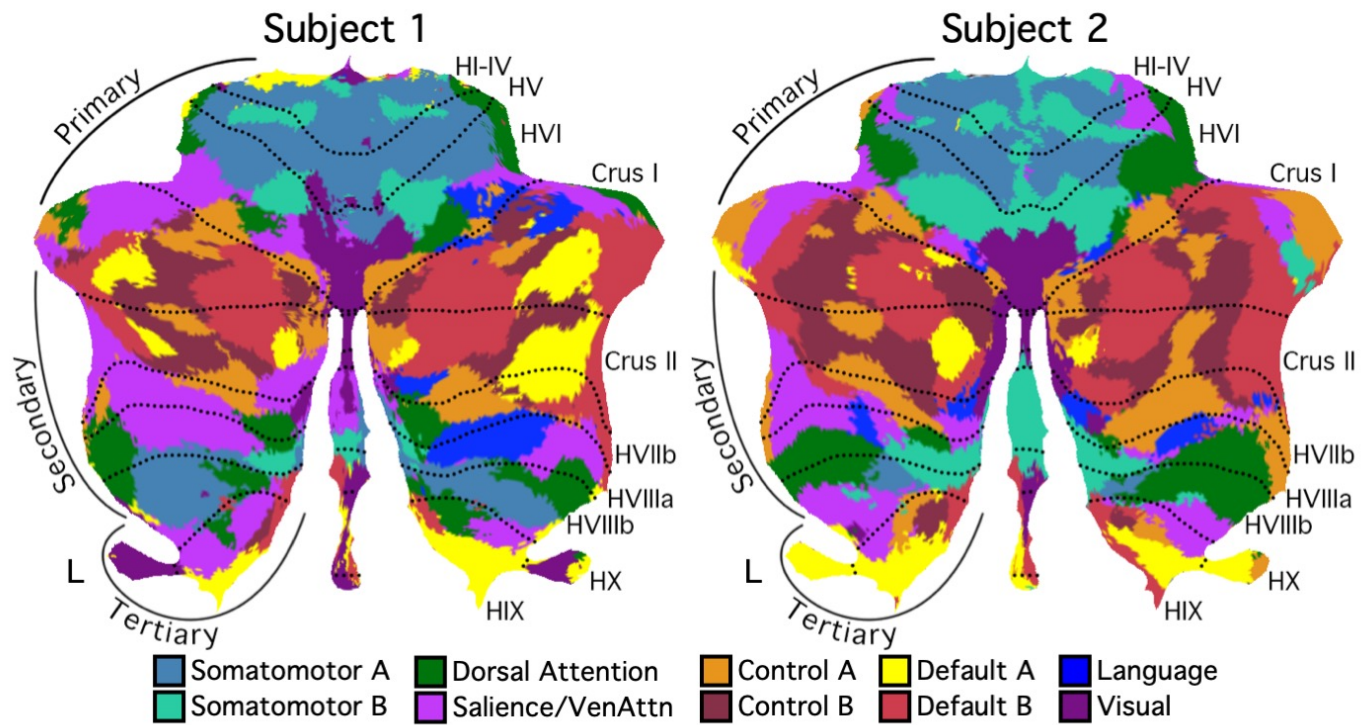 Subject 1
Subject 2
Primary
HI-IV
HV
HVI
Crus I
Secondary
Crus II
HVIIb
HVIIIa
HVIIIb
L
HX
HIX
Tertiary
Primary
HI-IV
HV
HVI
Crus I
Secondary
Crus II
HVIIb
HVIIIa
HVIIIb
L
HX
HIX
Tertiary
Somatomotor A
Dorsal Attention
Control A
Default A
Language
Somatomotor B
Salience/VenAttn
Control B
Default B
Visual